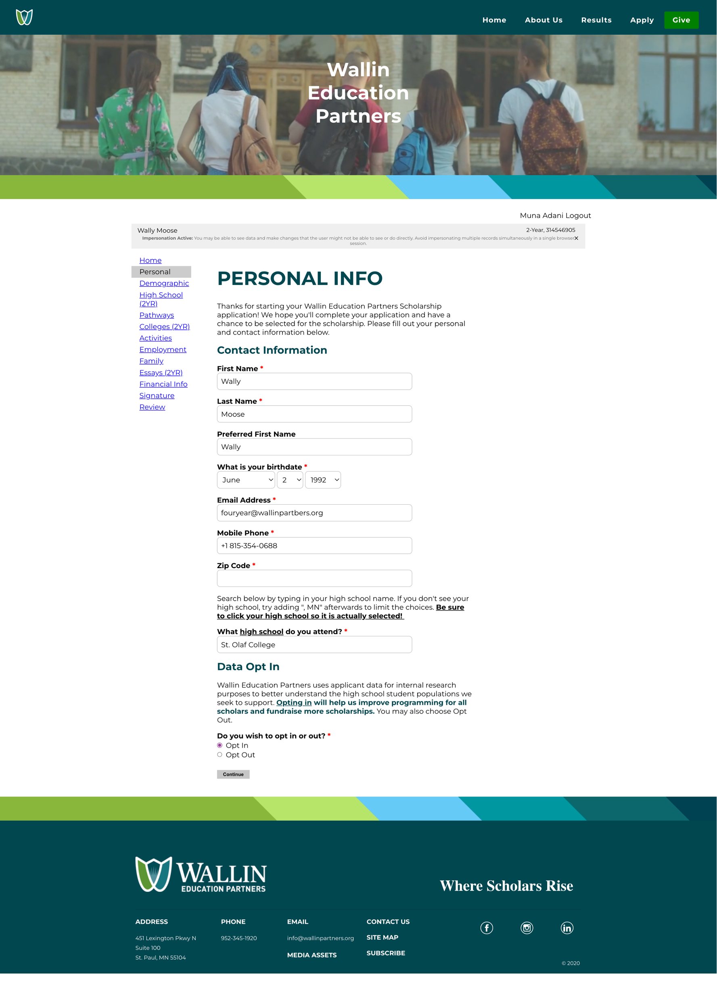 Home About Us Results Apply Give
Wallin
Education
Partners
Muna Adani Logout
Wally Moose
2-Year, 314546905
Impersonation Active: You may be able to see data and make changes that the user might not be able to see or do directly. Avoid impersonating multiple records simultaneously in a single browser
session.
Home
Personal
Demographic
High School
(2YR)
Pathways
Colleges (2YR)
Activities
Employment
Family
Essays (2YR)
Financial Info
Signature
Review
PERSONAL INFO
Thanks for starting your Wallin Education Partners Scholarship
application! We hope you'll complete your application and have a
chance to be selected for the scholarship. Please fill out your personal
and contact information below.
Contact Information
First Name *
Wally
Last Name *
Moose
Preferred First Name
Wally
What is your birthdate *
June 2 1992
Email Address *
fouryear@wallinpartbers.org
Mobile Phone *
+1 815-354-0688
Zip Code *
Search below by typing in your high school name. If you don't see your
high school, try adding ", MN" afterwards to limit the choices. Be sure
to click your high school so it is actually selected!
What high school do you attend? *
St. Olaf College
Data Opt In
Wallin Education Partners uses applicant data for internal research
purposes to better understand the high school student populations we
seek to support. Opting in will help us improve programming for all
scholars and fundraise more scholarships. You may also choose Opt
Out.
Do you wish to opt in or out? *
Opt In
Opt Out
Continue
WALLIN
EDUCATION PARTNERS
Where Scholars Rise
ADDRESS
451 Lexington Pkwy N
Suite 100
St. Paul, MN 55104
PHONE
952-345-1920
EMAIL
info@wallinpartners.org
MEDIA ASSETS
CONTACT US
SITE MAP
SUBSCRIBE
© 2020